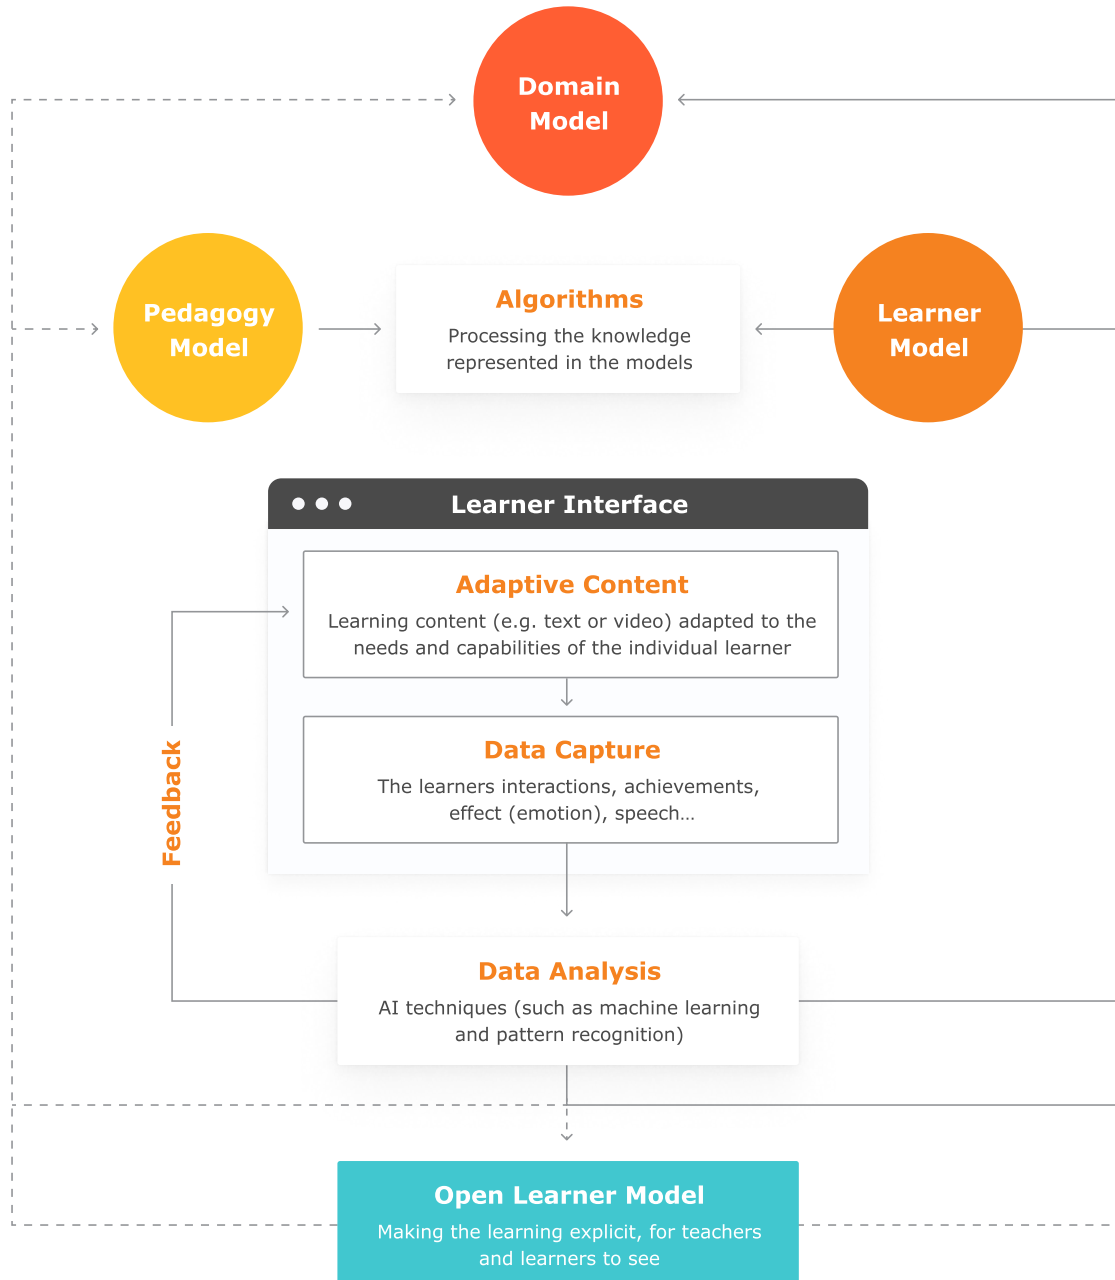 Domain
Model
Pedagogy
Model
Algorithms
Processing the knowledge
represented in the models
Learner
Model
Learner Interface
Adaptive Content
Learning content (e.g. text or video) adapted to the
needs and capabilities of the individual learner
Feedback
Data Capture
The learners interactions, achievements,
effect (emotion), speech…
Data Analysis
AI techniques (such as machine learning
and pattern recognition)
Open Learner Model
Making the learning explicit, for teachers
and learners to see